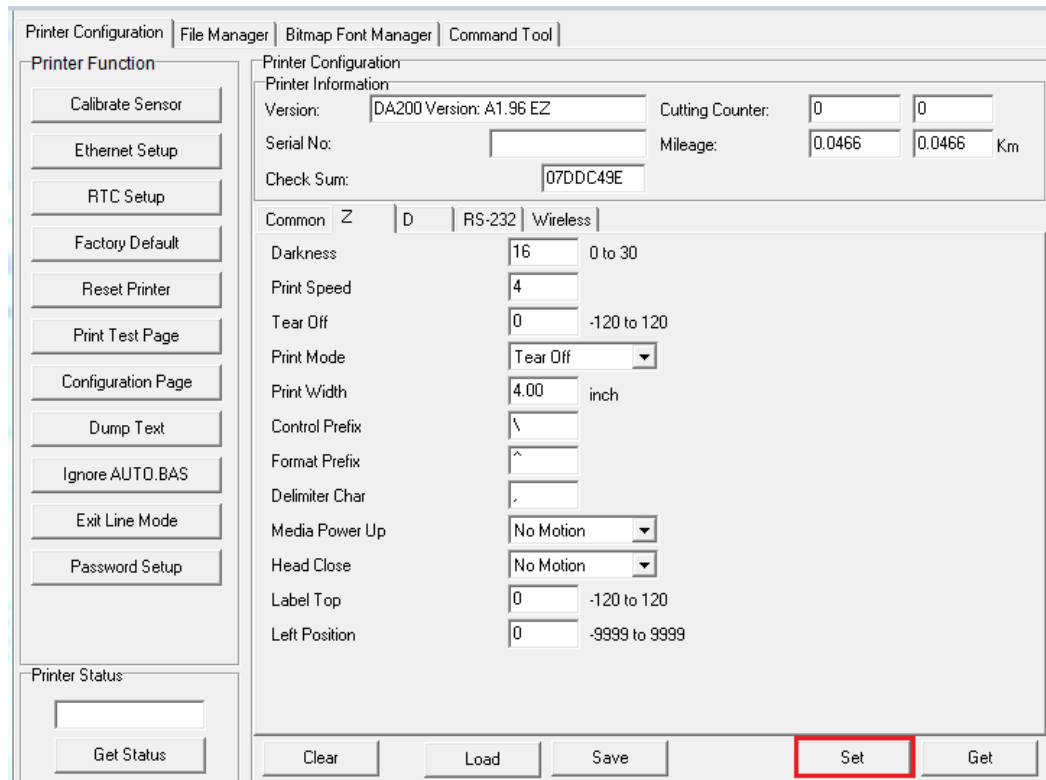 Printer Configuration File Manager Bitmap Font Manager Command Tool
Printer Function
Calibrate Sensor
Ethernet Setup
RTC Setup
Factory Default
Reset Printer
Print Test Page
Configuration Page
Dump Text
Ignore AUTO.BAS
Exit Line Mode
Password Setup
Printer Status
Get Status
Printer Configuration
Printer Information
Version: DA200 Version: A1.96 EZ Cutting Counter: 0 0
Serial No: Mileage: 0.0466 0.0466 Km
Check Sum: 07DDC49E
Common Z D RS-232 Wireless
Darkness 16 0 to 30
Print Speed 4
Tear Off 0 -120 to 120
Print Mode Tear Off
Print Width 4.00 inch
Control Prefix \
Format Prefix ^
Delimiter Char ,
Media Power Up No Motion
Head Close No Motion
Label Top 0 -120 to 120
Left Position 0 -9999 to 9999
Clear Load Save Set Get